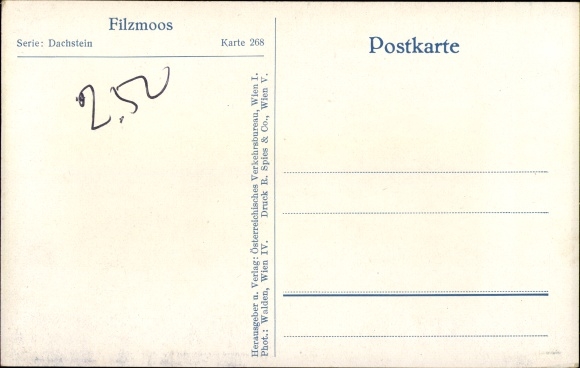 Filzmoos
Serie: Dachstein Karte 268
2.50
Herausgeber u. Verlag: Österreichisches Verkehrsbureau, Wien I.
Phot.: Walden, Wien IV. Druck R. Spies & Co., Wien V.
Postkarte